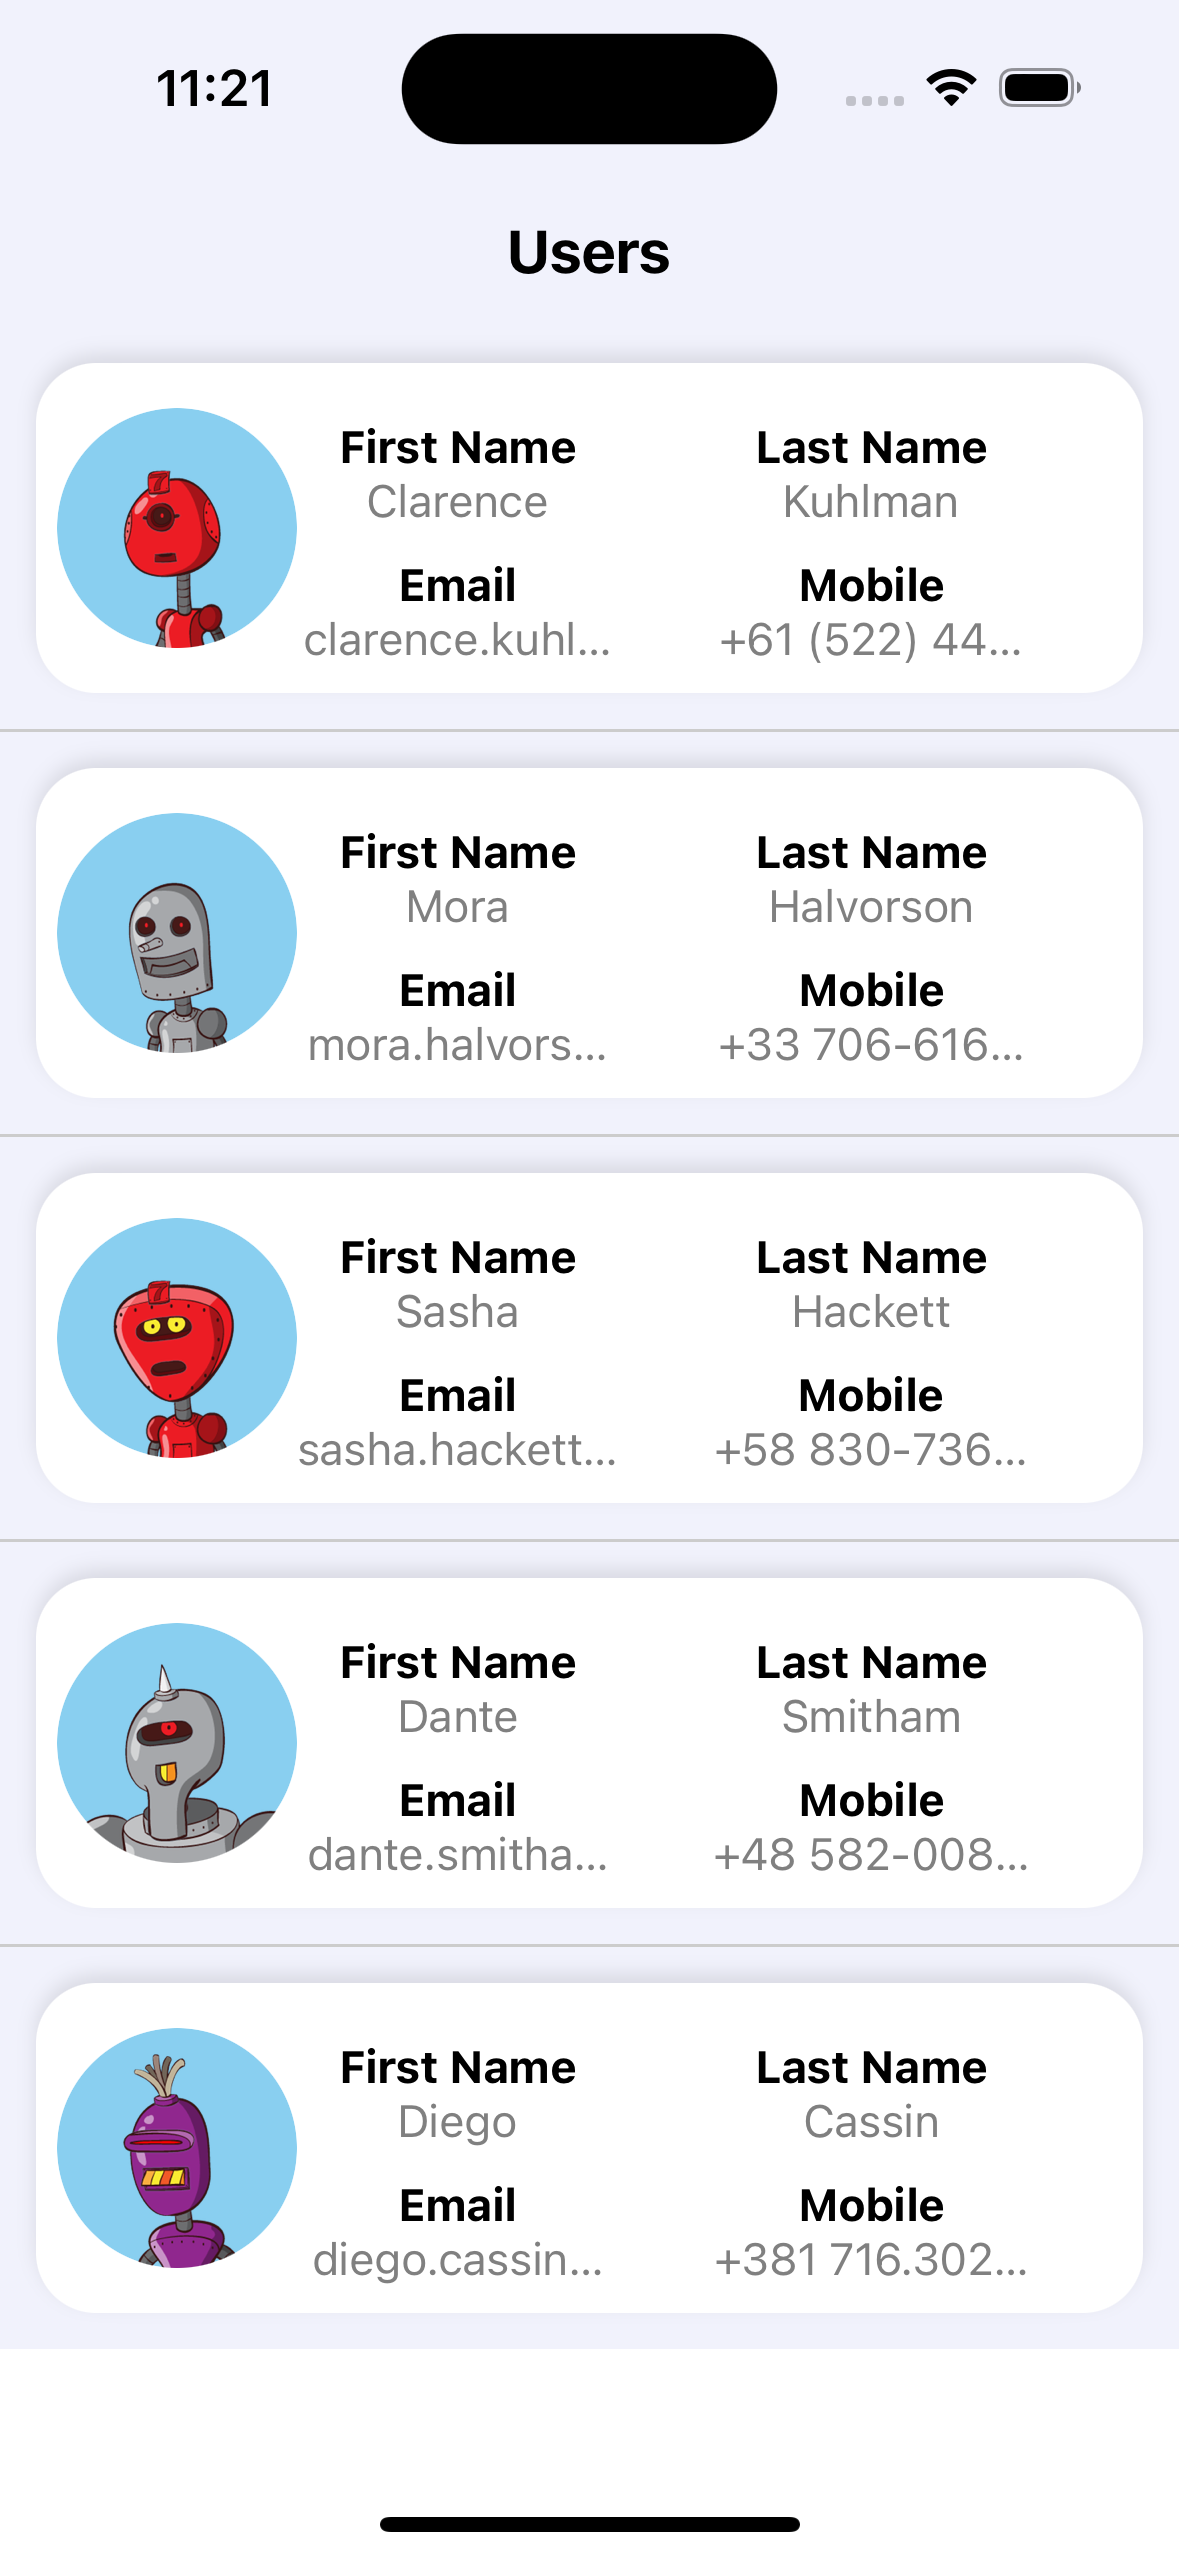 11:21
Users
First Name Last Name
Clarence Kuhlman
Email Mobile
clarence.kuhl... +61 (522) 44...
First Name Last Name
Mora Halvorson
Email Mobile
mora.halvors... +33 706-616...
First Name Last Name
Sasha Hackett
Email Mobile
sasha.hackett... +58 830-736...
First Name Last Name
Dante Smitham
Email Mobile
dante.smitha... +48 582-008...
First Name Last Name
Diego Cassin
Email Mobile
diego.cassin... +381 716.302...